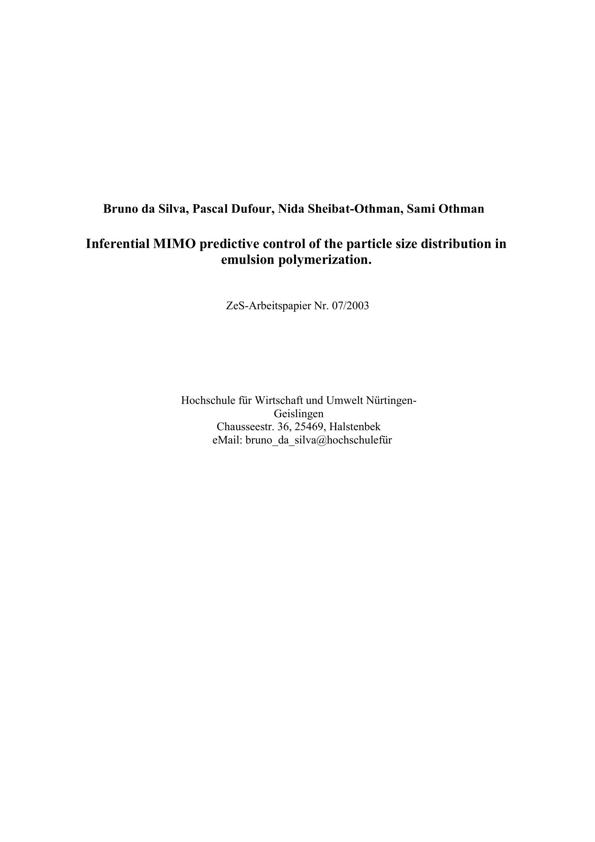 Bruno da Silva, Pascal Dufour, Nida Sheibat-Othman, Sami Othman
Inferential MIMO predictive control of the particle size distribution in
emulsion polymerization.
ZeS-Arbeitspapier Nr. 07/2003
Hochschule für Wirtschaft und Umwelt Nürtingen-
Geislingen
Chausseestr. 36, 25469, Halstenbek
eMail: bruno_da_silva@hochschulefür